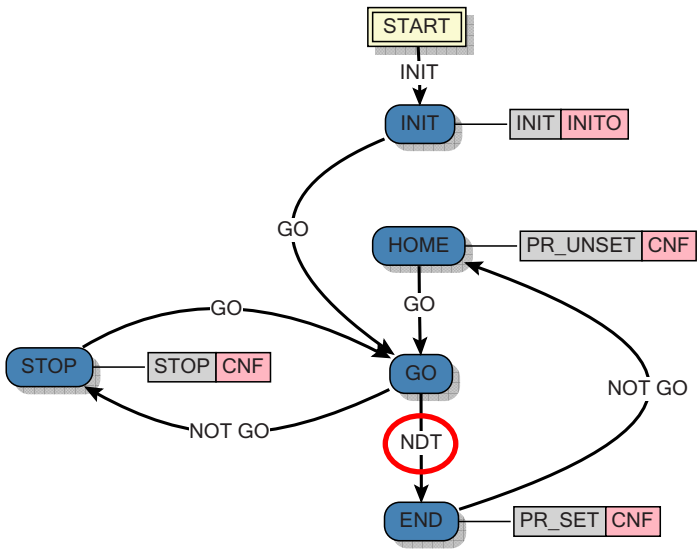 START
INIT
INIT
INIT INITO
GO
HOME
PR_UNSET CNF
GO
GO
STOP
STOP CNF
GO
NOT GO
NOT GO
NDT
END
PR_SET CNF